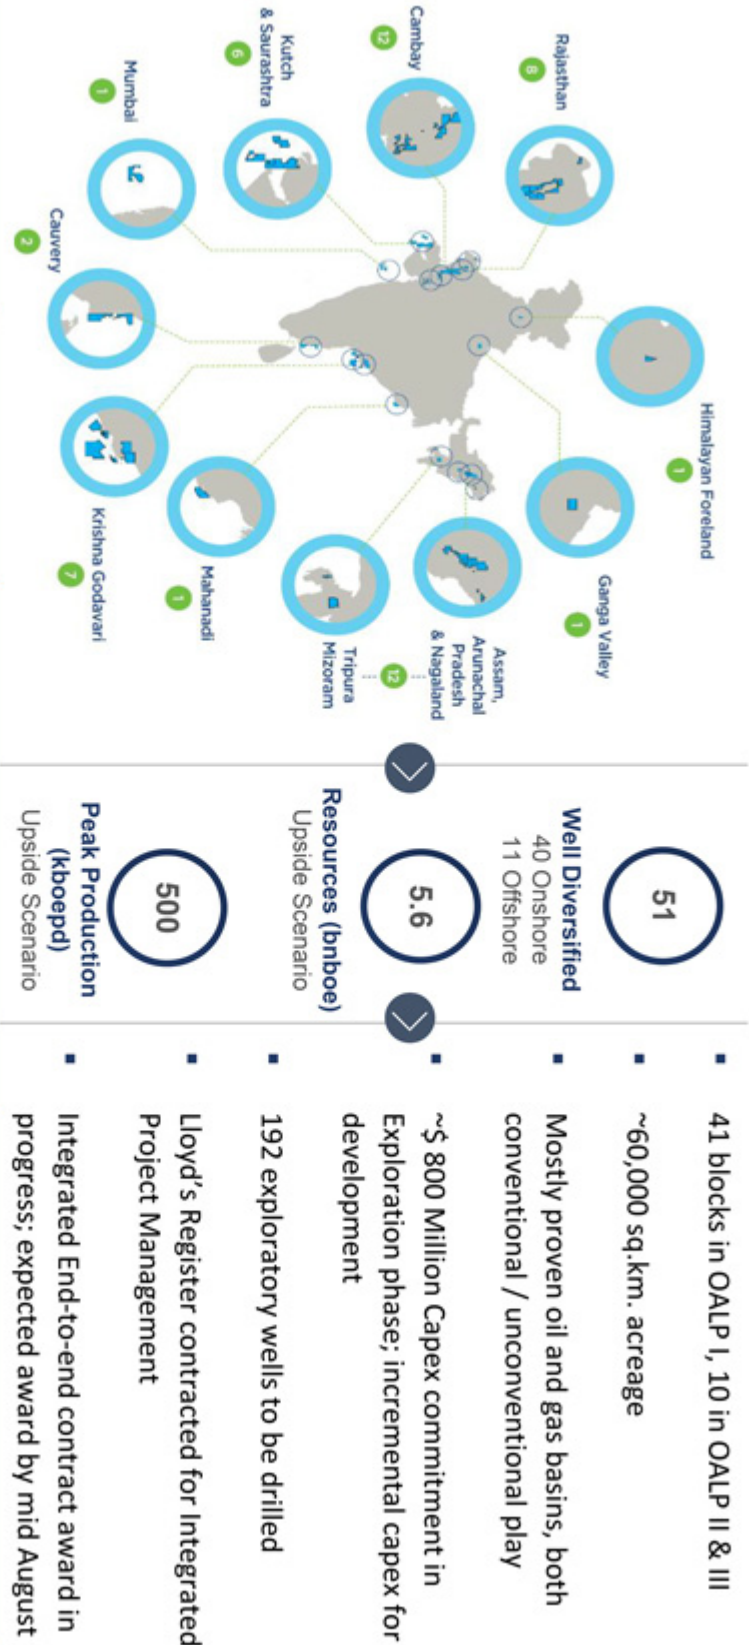 Rajasthan
8
Cambay
12
Kutch
& Saurashtra
6
Mumbai
1
Cauvery
2
Himalayan Foreland
1
Ganga Valley
1
Assam,
Arunachal
Pradesh
& Nagaland
12
Tripura
Mizoram
Mahanadi
1
Krishna Godavari
7
51
Well Diversified
40 Onshore
11 Offshore
5.6
Resources (bnboe)
Upside Scenario
500
Peak Production
(kboepd)
Upside Scenario
▪ 41 blocks in OALP I, 10 in OALP II & III
▪ ~60,000 sq.km. acreage
▪ Mostly proven oil and gas basins, both
conventional / unconventional play
▪ ~$ 800 Million Capex commitment in
Exploration phase; incremental capex for
development
▪ 192 exploratory wells to be drilled
▪ Lloyd's Register contracted for Integrated
Project Management
▪ Integrated End-to-end contract award in
progress; expected award by mid August